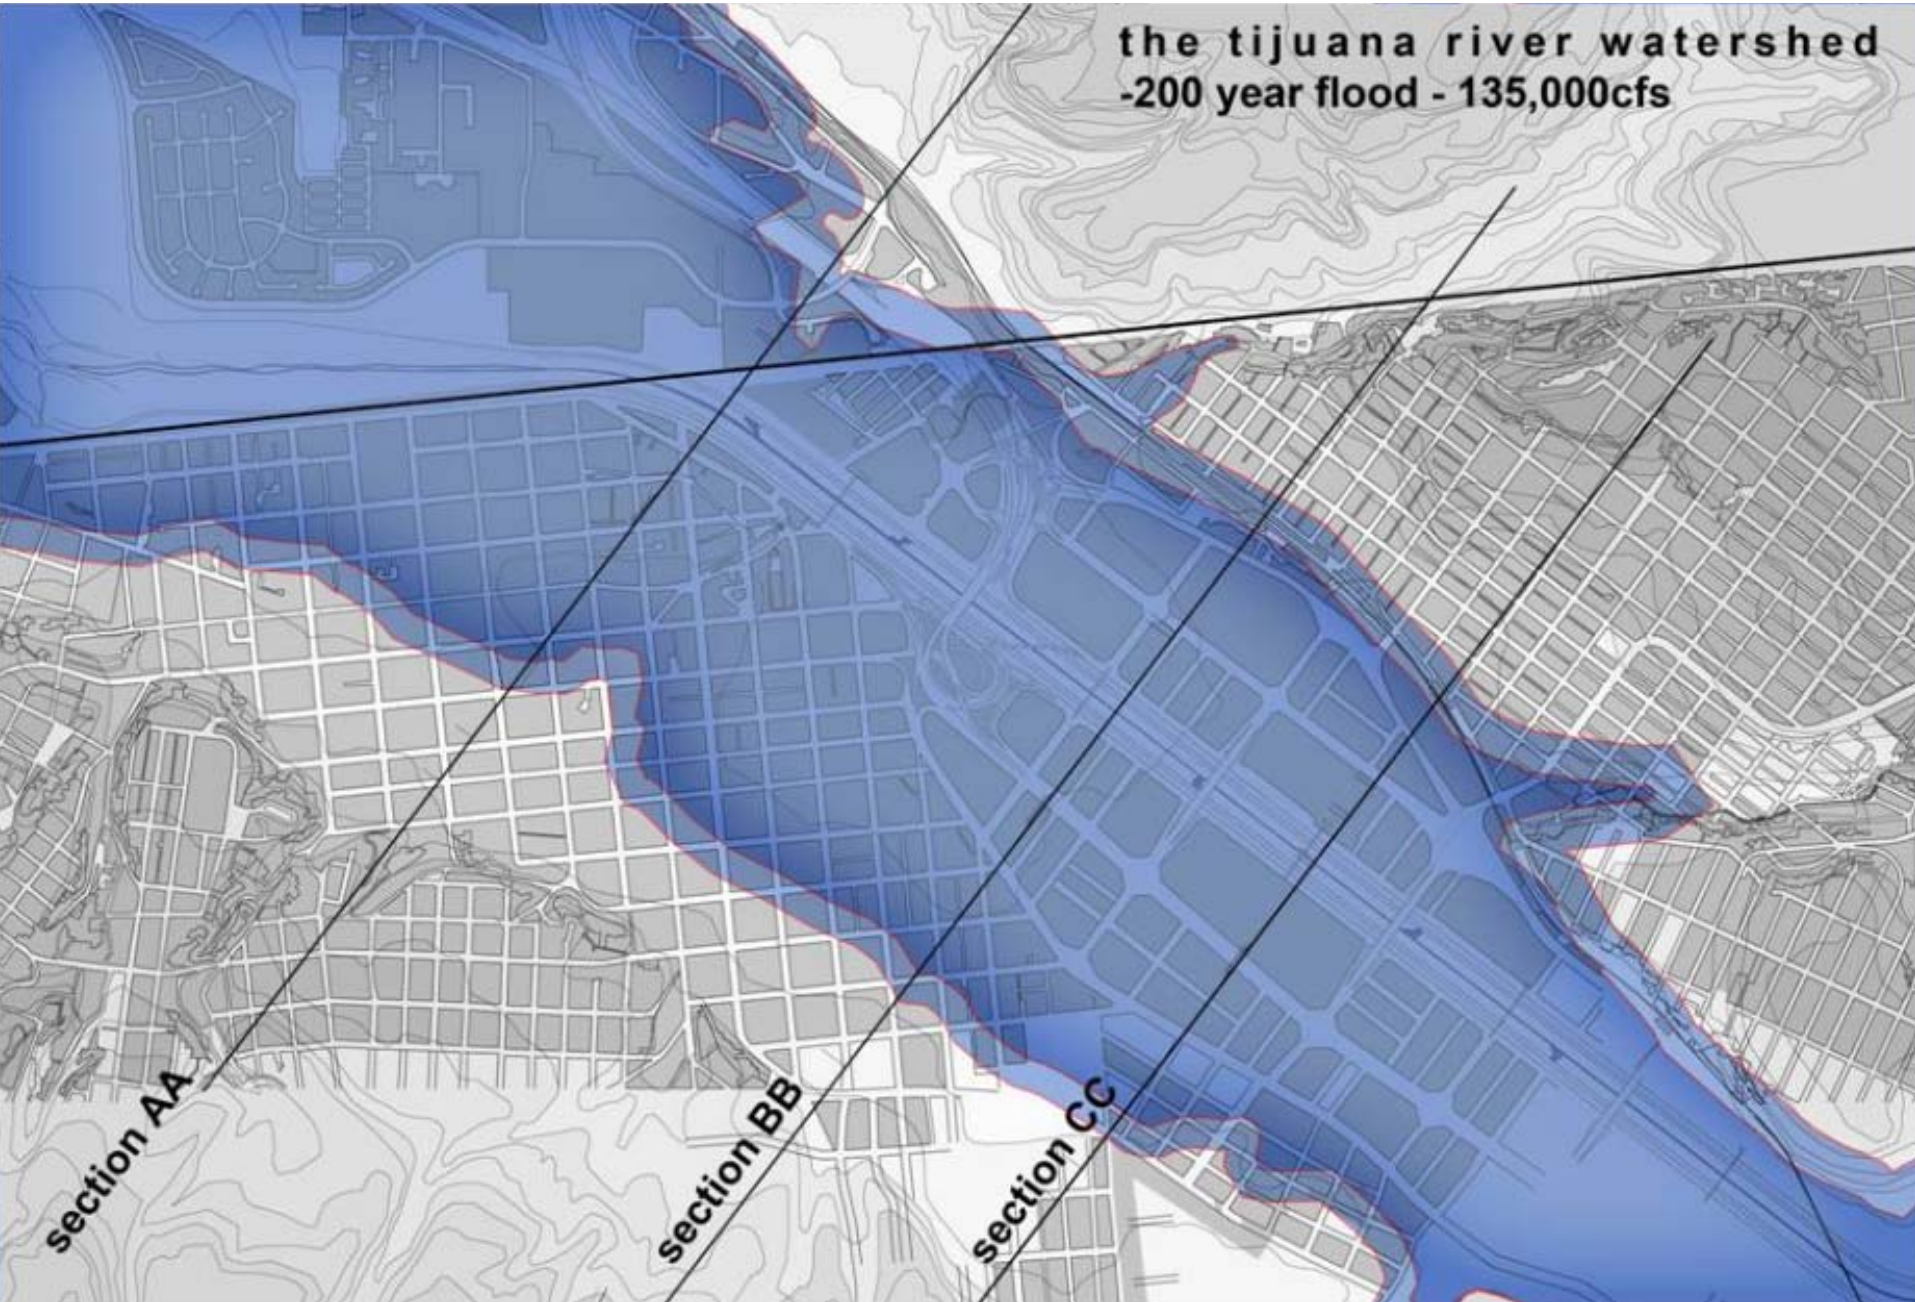 the tijuana river watershed
-200 year flood - 135,000cfs
section AA
section BB
section CC